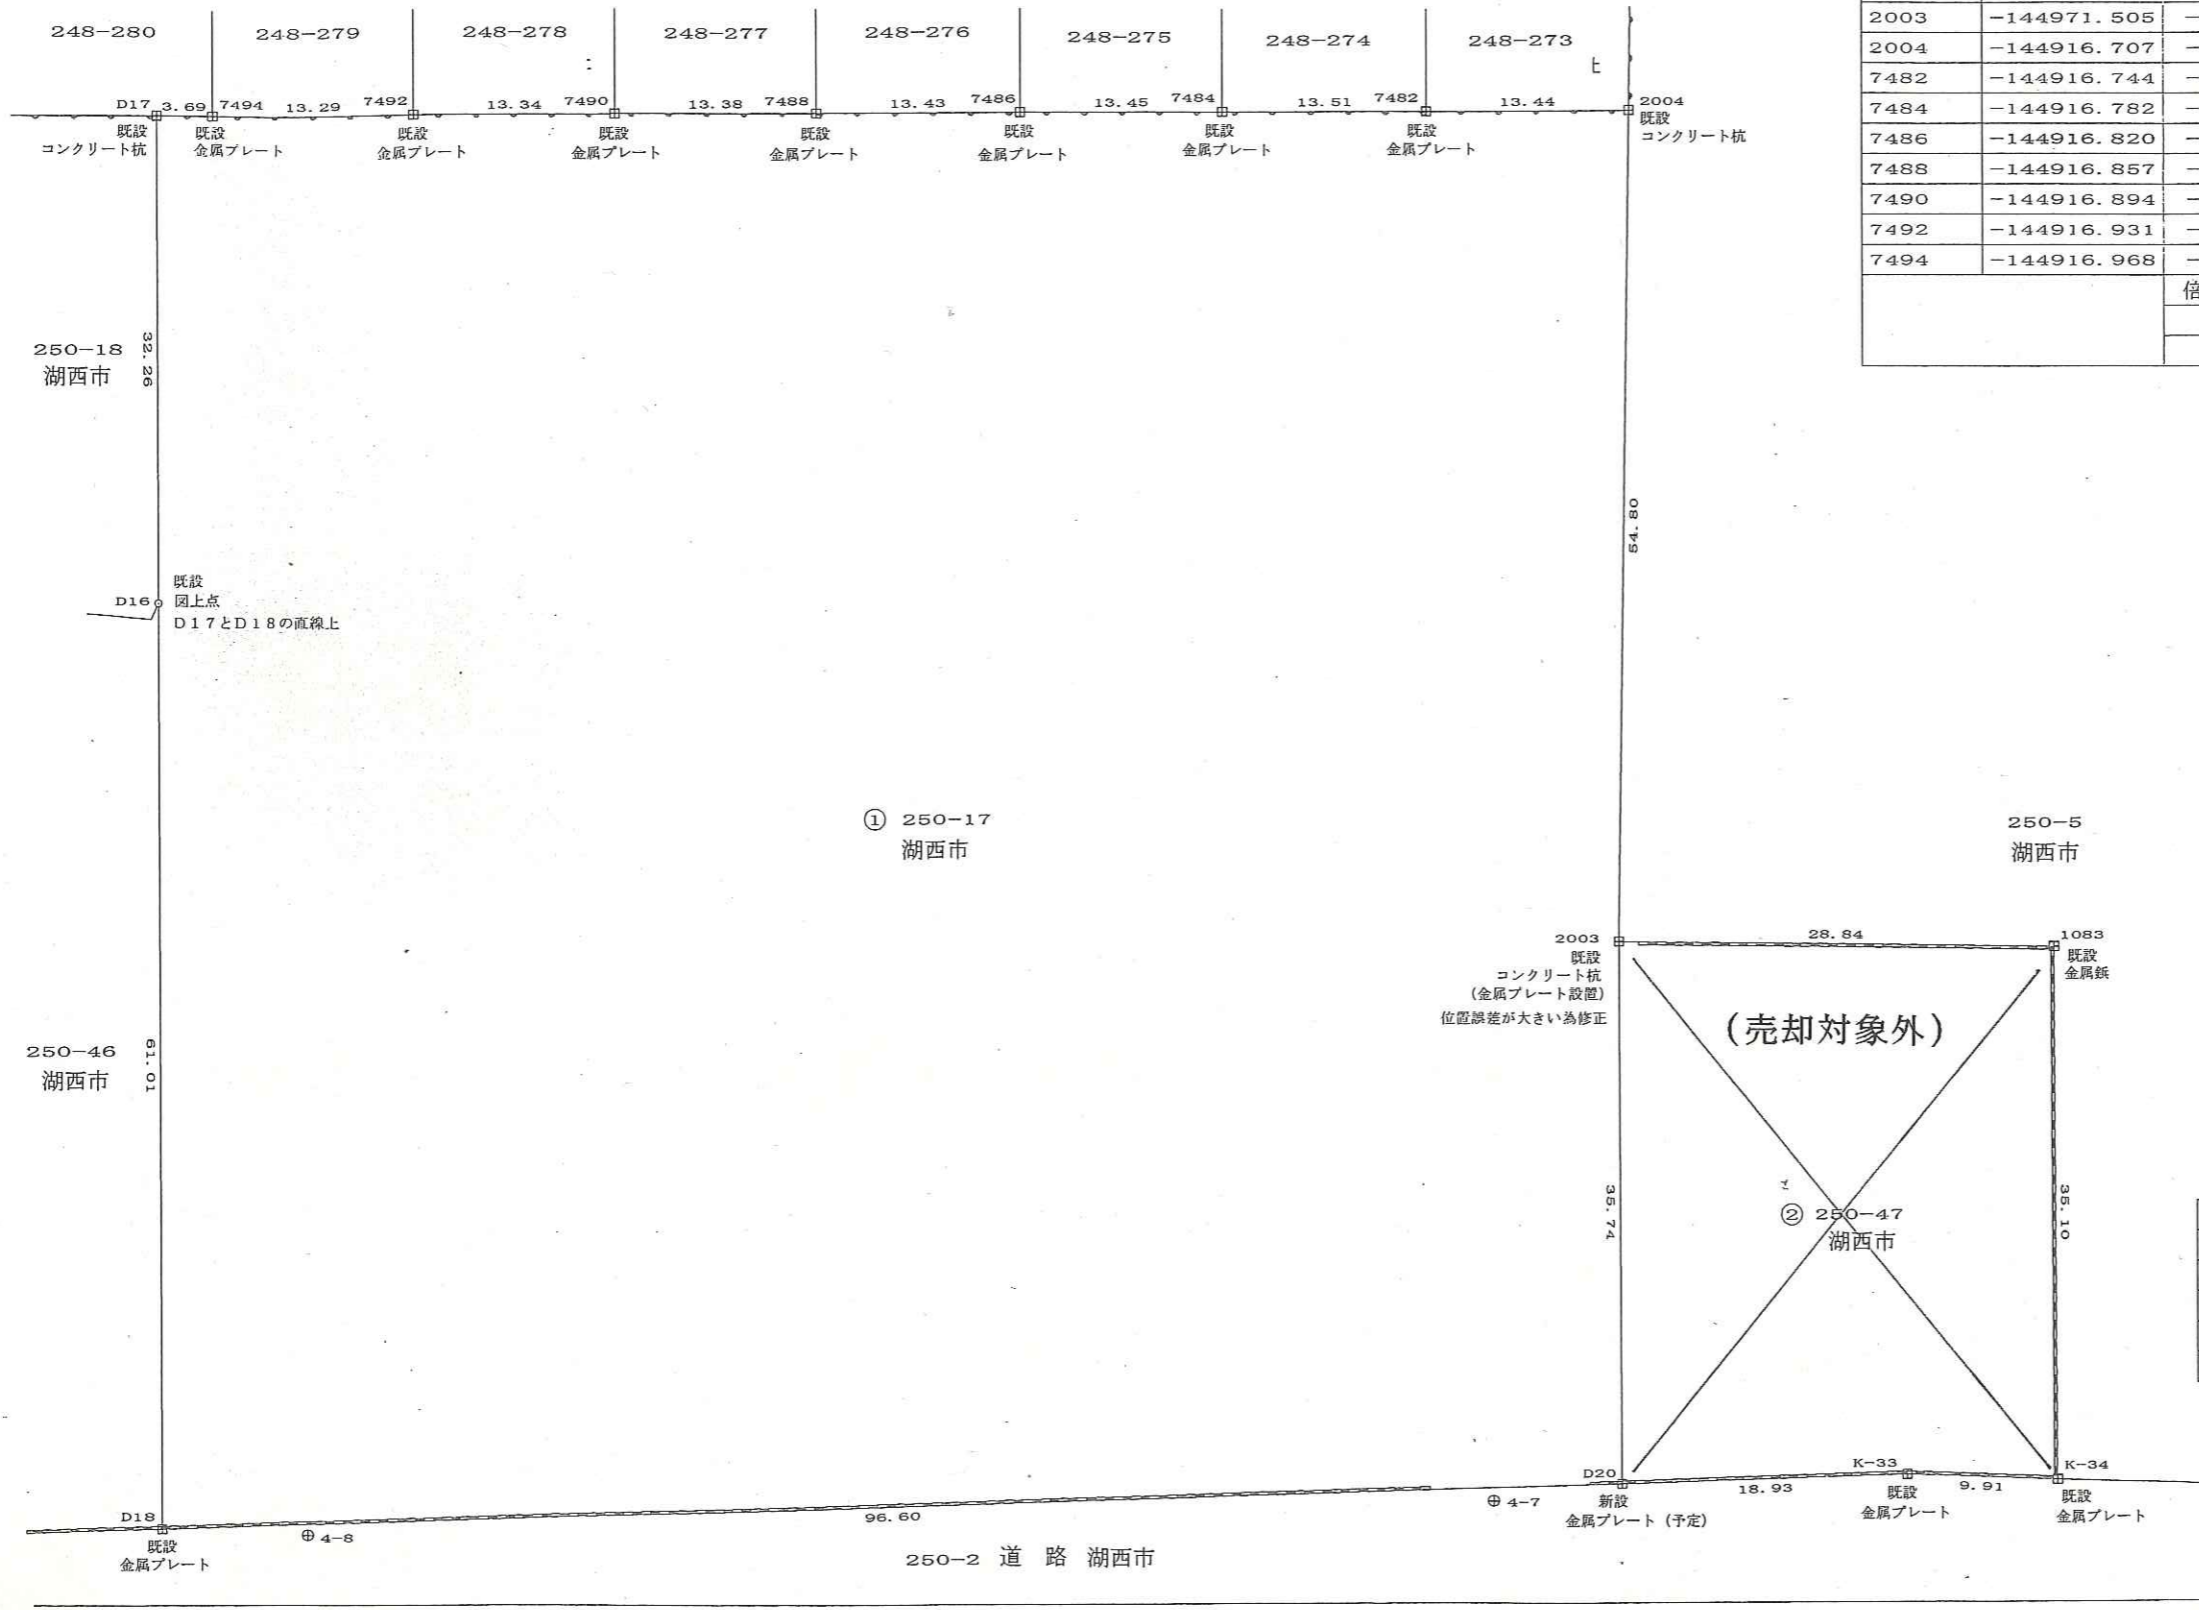 248-280
248-279
248-278
248-277
248-276
248-275
248-274
248-273
D17
3.69
7494
13.29
7492
13.34
7490
13.38
7488
13.43
7486
13.45
7484
13.51
7482
13.44
2004
既設
コンクリート杭
既設
金属プレート
既設
金属プレート
既設
金属プレート
既設
金属プレート
既設
金属プレート
既設
金属プレート
既設
金属プレート
既設
コンクリート杭
2003 -144971.505 -
2004 -144916.707 -
7482 -144916.744 -
7484 -144916.782 -
7486 -144916.820 -
7488 -144916.857 -
7490 -144916.894 -
7492 -144916.931 -
7494 -144916.968 -
倍
250-18
湖西市
32.26
54.80
D16
既設
図上点
D17とD18の直線上
① 250-17
湖西市
250-5
湖西市
2003
既設
コンクリート杭
(金属プレート設置)
位置誤差が大きい為修正
28.84
1083
既設
金属鋲
(売却対象外)
250-46
湖西市
61.01
35.74
② 250-47
湖西市
35.10
D18
既設
金属プレート
4-8
96.60
4-7
D20
新設
金属プレート (予定)
18.93
K-33
既設
金属プレート
9.91
K-34
既設
金属プレート
250-2 道 路 湖西市